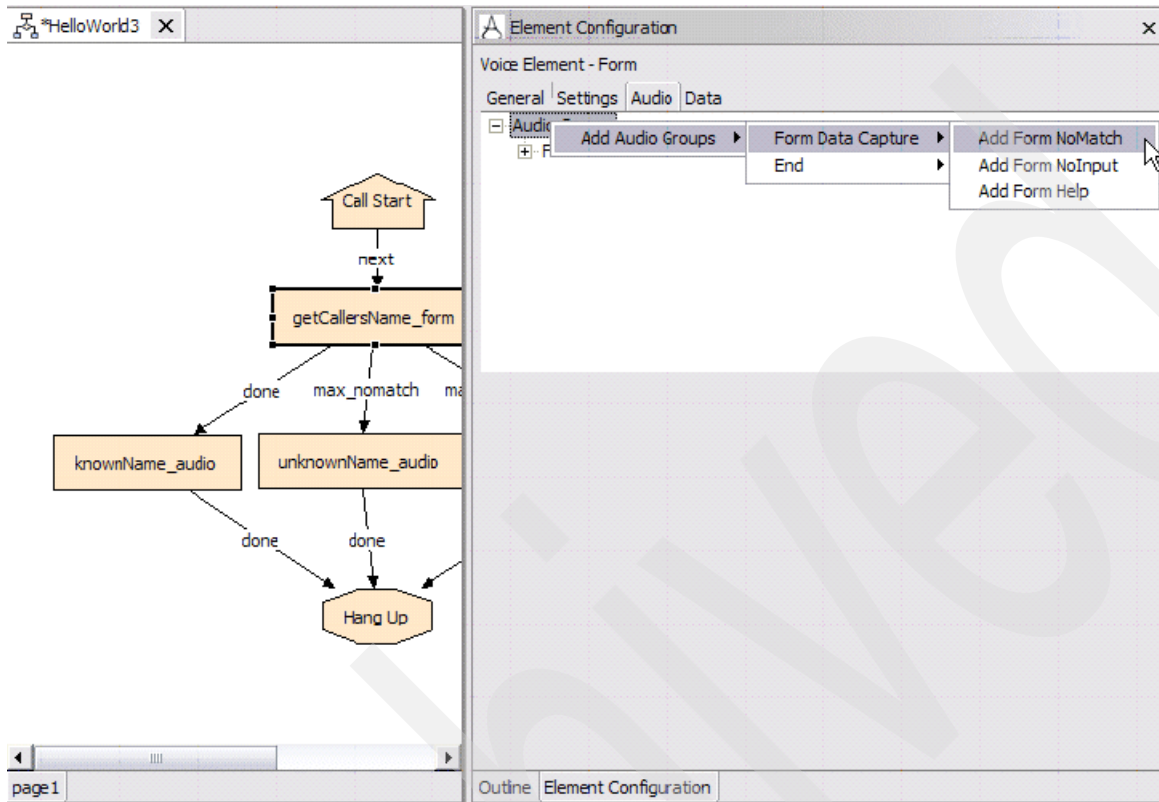 *HelloWorld3
Call Start
next
getCallersName_form
done
max_nomatch
knownName_audio
unknownName_audio
done
done
Hang Up
page1
Element Configuration
Voice Element - Form
General Settings Audio Data
Add Audio Groups
Form Data Capture
End
Add Form NoMatch
Add Form NoInput
Add Form Help
Outline Element Configuration